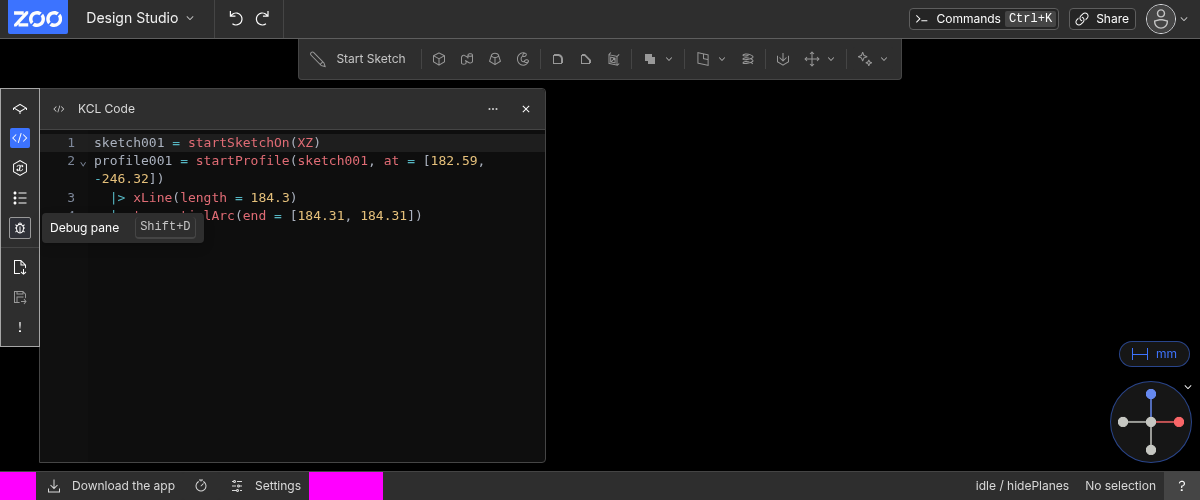 ZOO
Design Studio
Commands Ctrl+K
Share
Start Sketch
KCL Code
1 sketch001 = startSketchOn(XZ)
2 profile001 = startProfile(sketch001, at = [182.59,
-246.32])
3 |> xLine(length = 184.3)
ialArc(end = [184.31, 184.31])
Debug pane Shift+D
mm
Download the app
Settings
idle / hidePlanes
No selection
?